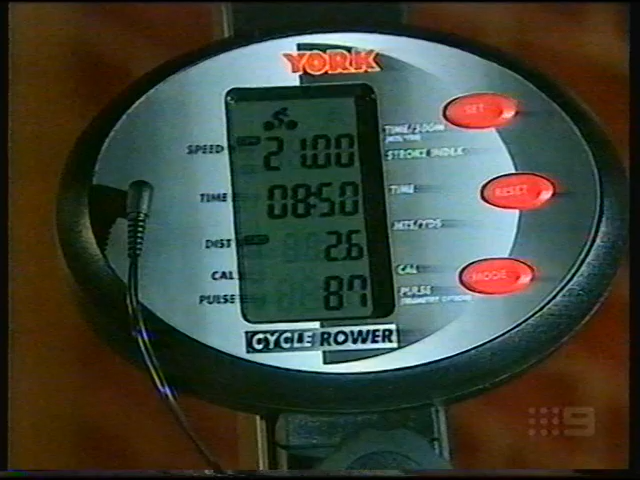 YORK
SET
TIME/500M
SPEED 21.00
STROKE INDEX
TIME 08:50 TIME
RESET
DIST 2.6 MTS/YDS
CAL CAL
MODE
PULSE 87 PULSE
CYCLE ROWER
9